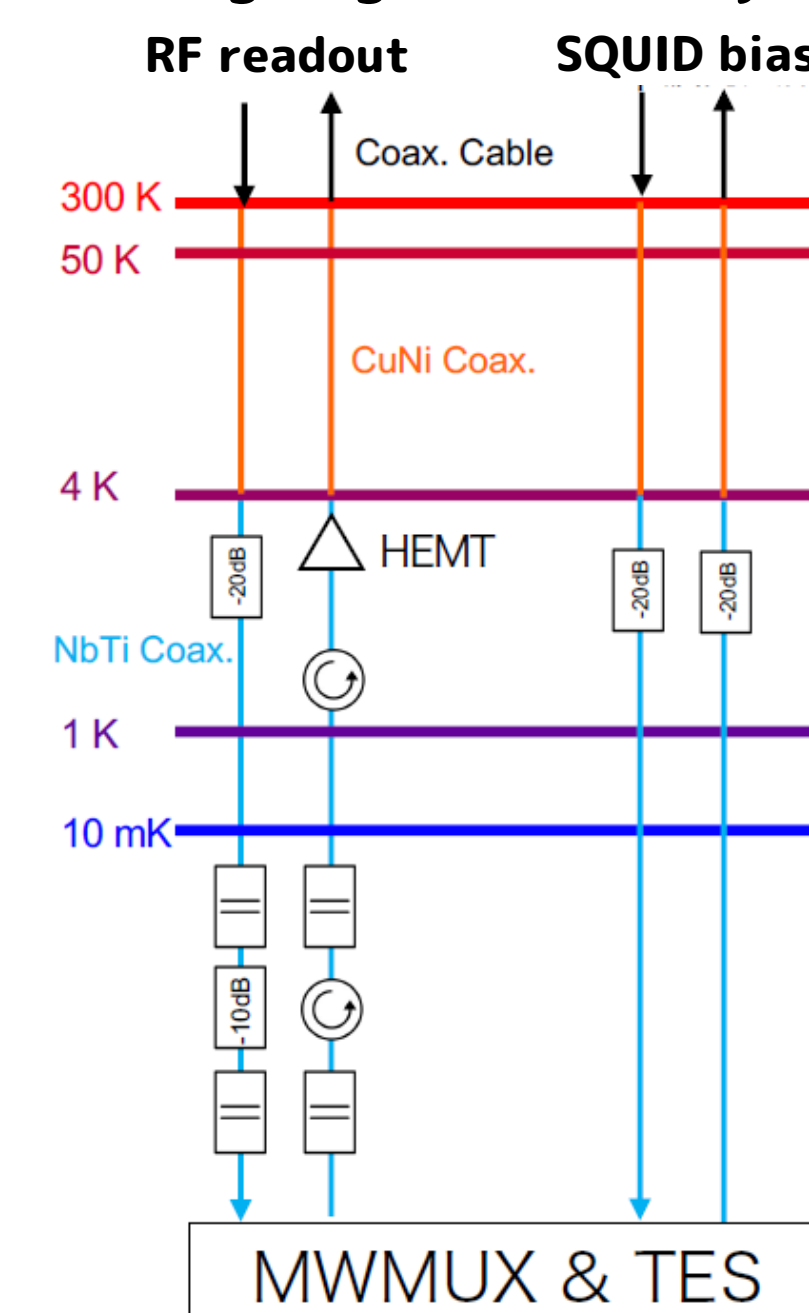 RF readout
SQUID bias
Coax. Cable
300 K
50 K
CuNi Coax.
4 K
HEMT
-20dB
-20dB
-20dB
NbTi Coax.
1 K
10 mK
-10dB
MWMUX & TES